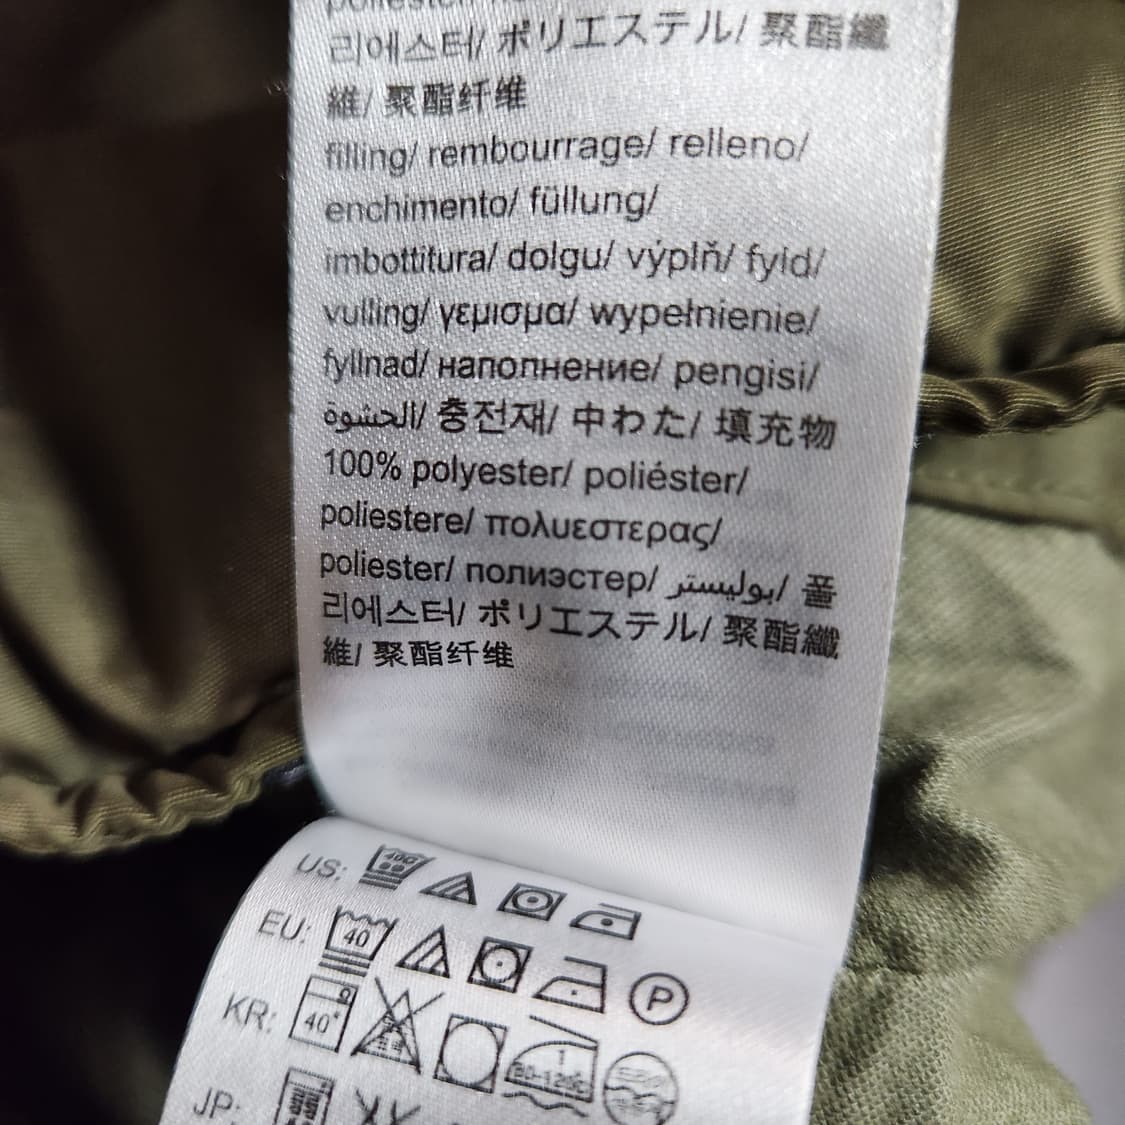 리에스터/ ポリエステル/ 聚酯纖
維/ 聚酯纤维
filling/ rembourrage/ relleno/
enchimento/ füllung/
imbottitura/ dolgu/ výplň/ fyld/
vulling/ γεμισμα/ wypełnienie/
fyllnad/ наполнение/ pengisi/
الحشوة/ 충전재/ 中わた/ 填充物
100% polyester/ poliéster/
poliestere/ πολυεστερας/
poliester/ полиэстер/ بوليستر/ 폴
리에스터/ ポリエステル/ 聚酯纖
維/ 聚酯纤维
US: 40C
EU: 40 P
KR: 40° 1 80-120°C
JP: